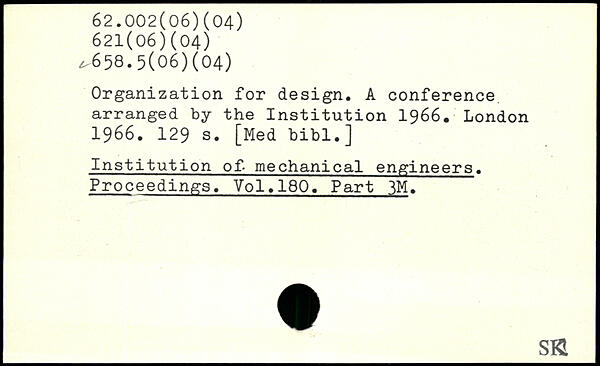 62.002(06)(04)
621(06)(04)
✓658.5(06)(04)
Organization for design. A conference
arranged by the Institution 1966. London
1966. 129 s. [Med bibl.]
Institution of mechanical engineers.
Proceedings. Vol.180. Part 3M.
SK